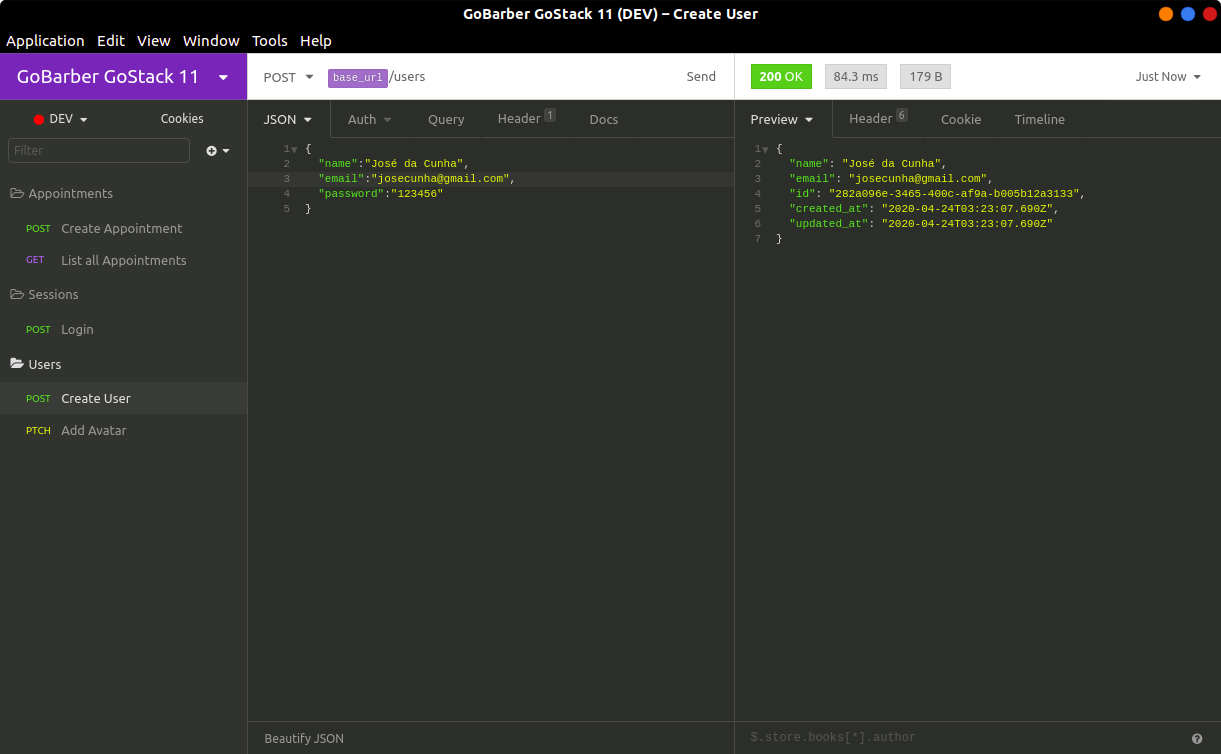 GoBarber GoStack 11 (DEV) – Create User
Application Edit View Window Tools Help
GoBarber GoStack 11
POST base_url/users Send
200 OK 84.3 ms 179 B Just Now
DEV Cookies
Filter
Appointments
POST Create Appointment
GET List all Appointments
Sessions
POST Login
Users
POST Create User
PTCH Add Avatar
JSON Auth Query Header 1 Docs
1 {
2 "name":"José da Cunha",
3 "email":"josecunha@gmail.com",
4 "password":"123456"
5 }
Beautify JSON
Preview Header 6 Cookie Timeline
1 {
2 "name": "José da Cunha",
3 "email": "josecunha@gmail.com",
4 "id": "282a096e-3465-400c-af9a-b005b12a3133",
5 "created_at": "2020-04-24T03:23:07.690Z",
6 "updated_at": "2020-04-24T03:23:07.690Z"
7 }
$.store.books[*].author